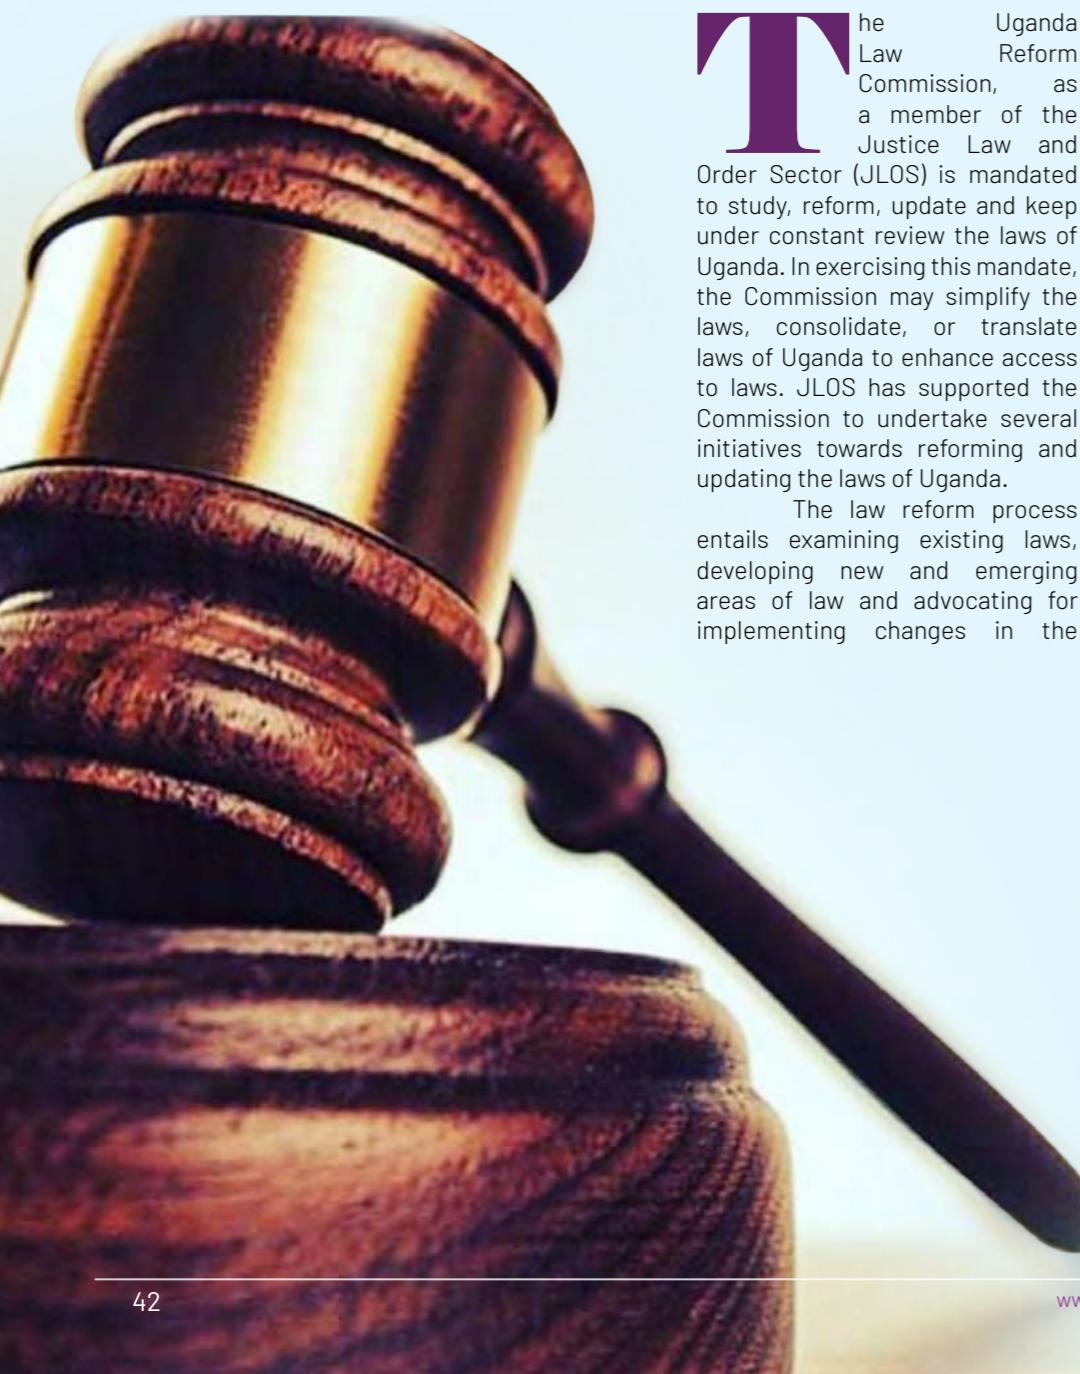 The Uganda
Law Reform
Commission, as
a member of the
Justice Law and
Order Sector (JLOS) is mandated
to study, reform, update and keep
under constant review the laws of
Uganda. In exercising this mandate,
the Commission may simplify the
laws, consolidate, or translate
laws of Uganda to enhance access
to laws. JLOS has supported the
Commission to undertake several
initiatives towards reforming and
updating the laws of Uganda.
The law reform process
entails examining existing laws,
developing new and emerging
areas of law and advocating for
implementing changes in the
42